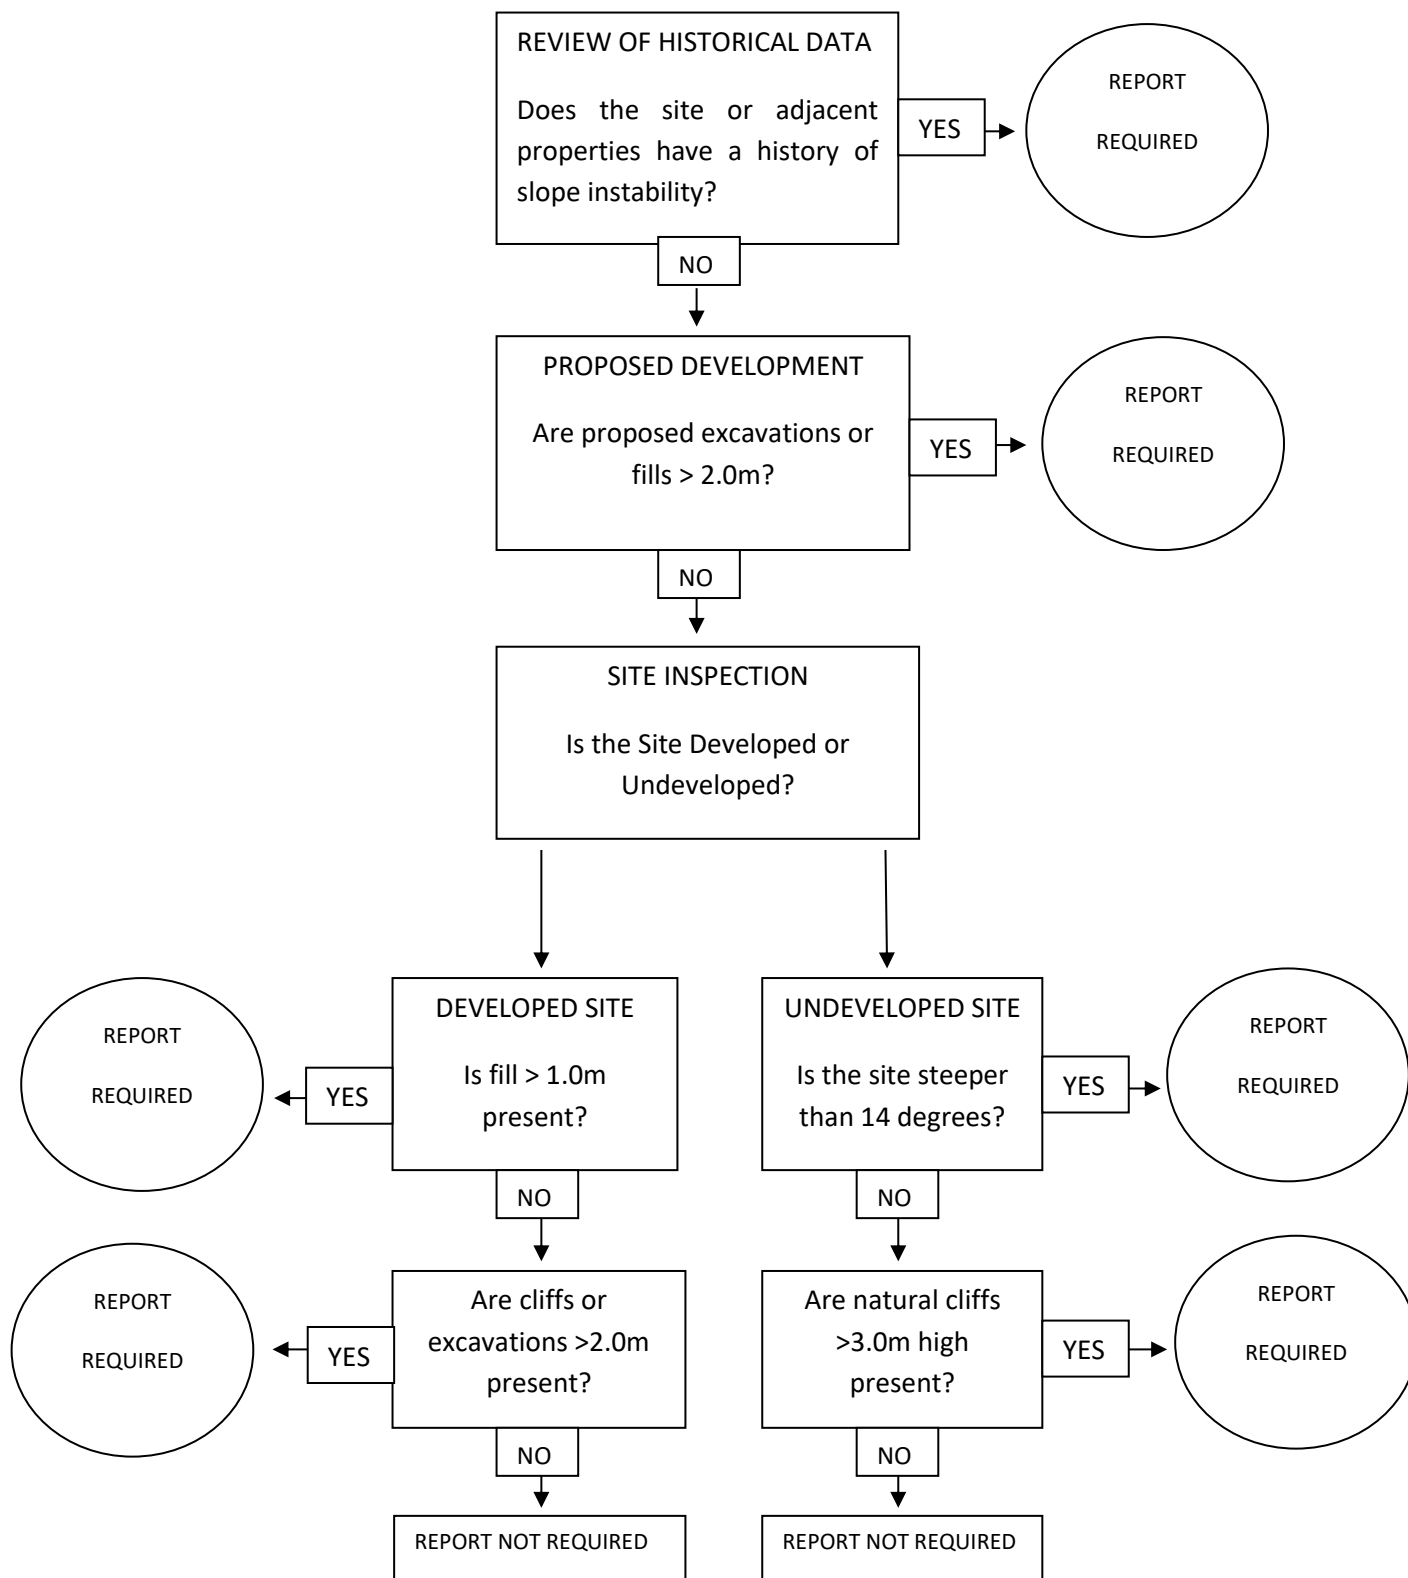 REVIEW OF HISTORICAL DATA
Does the site or adjacent
properties have a history of
slope instability?
YES
REPORT
REQUIRED
NO
PROPOSED DEVELOPMENT
Are proposed excavations or
fills > 2.0m?
YES
REPORT
REQUIRED
NO
SITE INSPECTION
Is the Site Developed or
Undeveloped?
DEVELOPED SITE
Is fill > 1.0m
present?
YES
REPORT
REQUIRED
NO
Are cliffs or
excavations >2.0m
present?
YES
REPORT
REQUIRED
NO
REPORT NOT REQUIRED
UNDEVELOPED SITE
Is the site steeper
than 14 degrees?
YES
REPORT
REQUIRED
NO
Are natural cliffs
>3.0m high
present?
YES
REPORT
REQUIRED
NO
REPORT NOT REQUIRED